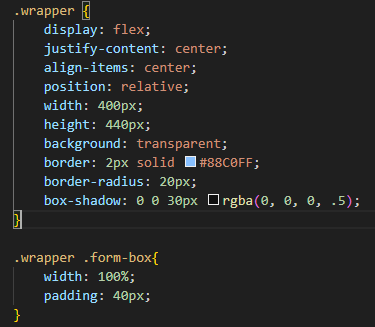 .wrapper {
    display: flex;
    justify-content: center;
    align-items: center;
    position: relative;
    width: 400px;
    height: 440px;
    background: transparent;
    border: 2px solid #88C0FF;
    border-radius: 20px;
    box-shadow: 0 0 30px rgba(0, 0, 0, .5);
}

.wrapper .form-box{
    width: 100%;
    padding: 40px;
}